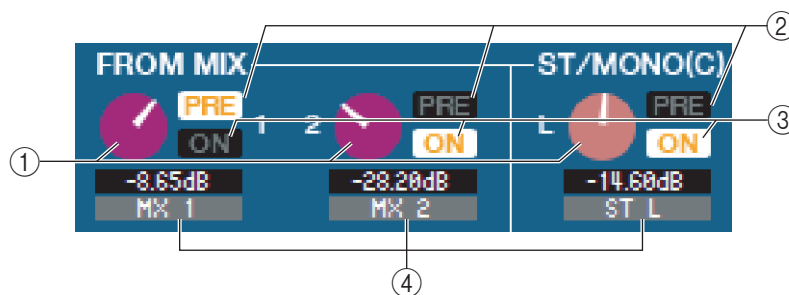 ②
FROM MIX ST/MONO(C)
PRE PRE PRE
1 2 L ③
ON ON ON
①
-8.65dB -28.20dB -14.60dB
MX 1 MX 2 ST L
④